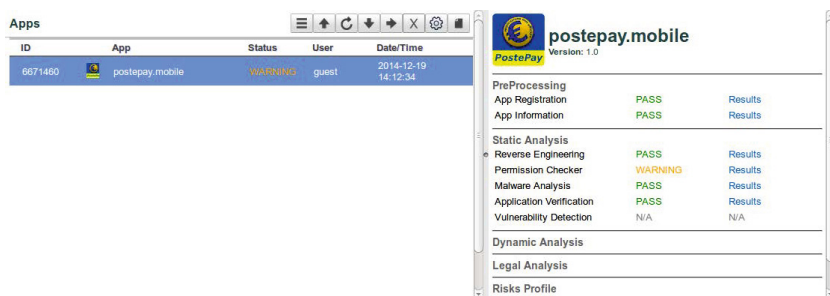 Apps
ID App Status User Date/Time
6671460 postepay.mobile WARNING guest 2014-12-19
14:12:34
PostePay
postepay.mobile
Version: 1.0
PreProcessing
App Registration PASS Results
App Information PASS Results
Static Analysis
Reverse Engineering PASS Results
Permission Checker WARNING Results
Malware Analysis PASS Results
Application Verification PASS Results
Vulnerability Detection N/A N/A
Dynamic Analysis
Legal Analysis
Risks Profile